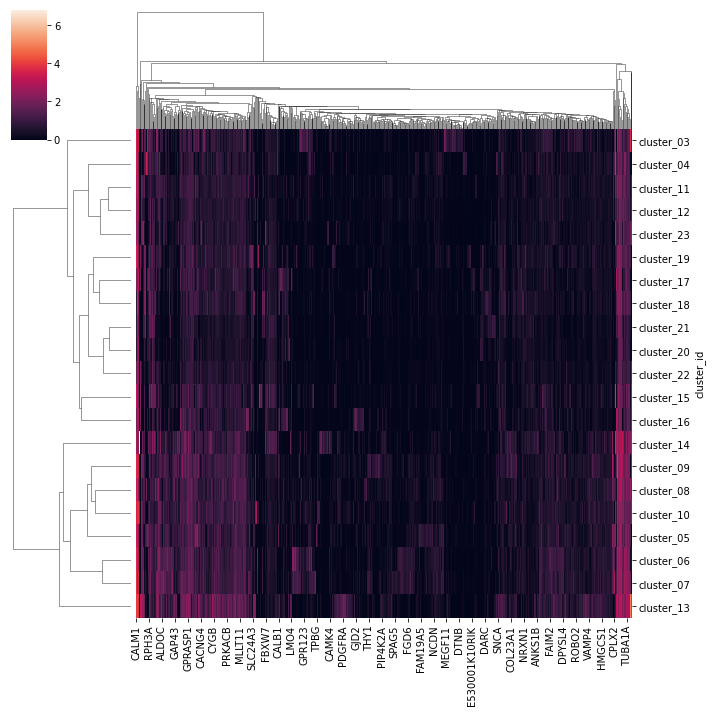 6
4
2
0
cluster_03
cluster_04
cluster_11
cluster_12
cluster_23
cluster_19
cluster_17
cluster_18
cluster_21
cluster_20
cluster_22
cluster_15
cluster_16
cluster_14
cluster_09
cluster_08
cluster_10
cluster_05
cluster_06
cluster_07
cluster_13
cluster_id
CALM1
RPH3A
ALDOC
GAP43
GPRASP1
CACNG4
CYGB
PRKACB
MLLT11
SLC24A3
FBXW7
CALB1
LMO4
GPR123
TPBG
CAMK4
PDGFRA
GJD2
THY1
PIP4K2A
SPAG5
FGD6
FAM19A5
NCDN
MEGF11
DTNB
E530001K10RIK
DARC
SNCA
COL23A1
NRXN1
ANKS1B
FAIM2
DPYSL4
ROBO2
VAMP4
HMGCS1
CPLX2
TUBA1A